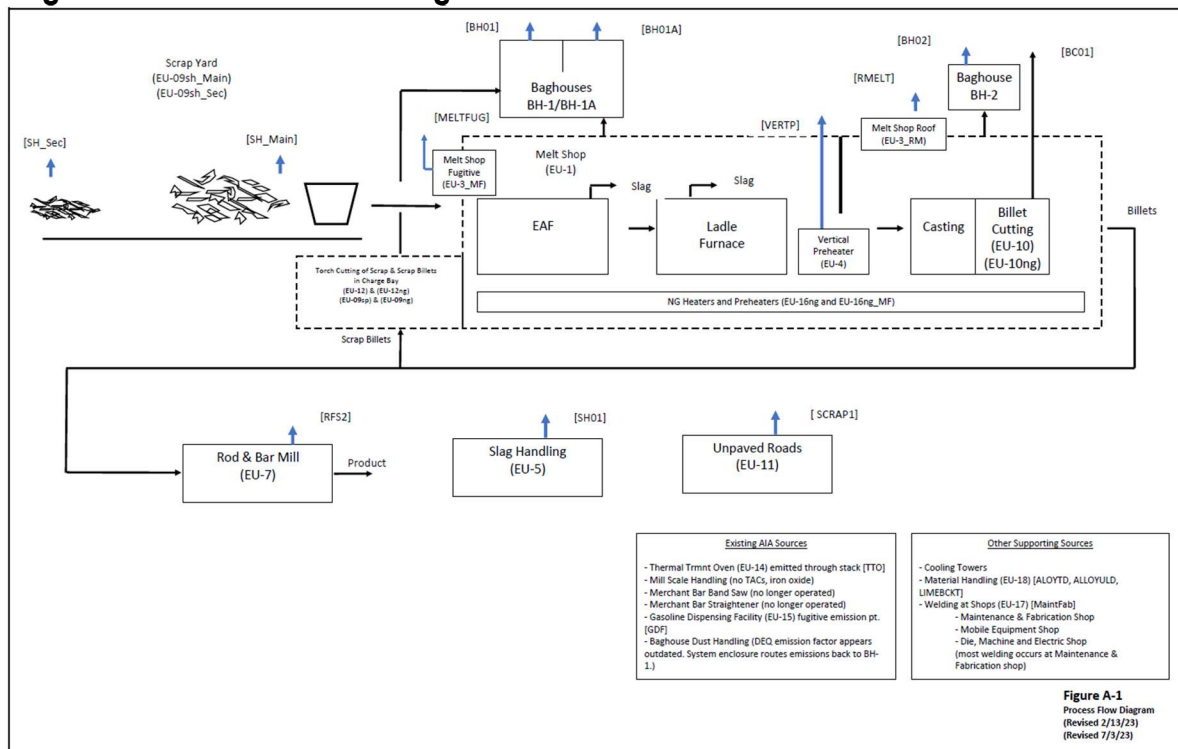 [BH01]
[BH01A]
[BH02]
[BC01]
Scrap Yard
(EU-09sh_Main)
(EU-09sh_Sec)
Baghouses
BH-1/BH-1A
[RMELT]
Baghouse
BH-2
[MELTFUG]
[VERTP]
Melt Shop Roof
(EU-3_RM)
[SH_Sec]
[SH_Main]
Melt Shop
Fugitive
(EU-3_MF)
Melt Shop
(EU-1)
Slag
Slag
EAF
Ladle
Furnace
Vertical
Preheater
(EU-4)
Casting
Billet
Cutting
(EU-10)
(EU-10ng)
Billets
Torch Cutting of Scrap & Scrap Billets
in Charge Bay
(EU-12) & (EU-12ng)
(EU-09sp) & (EU-09ng)
NG Heaters and Preheaters (EU-16ng and EU-16ng_MF)
Scrap Billets
[RFS2]
[SH01]
[ SCRAP1]
Rod & Bar Mill
(EU-7)
Product
Slag Handling
(EU-5)
Unpaved Roads
(EU-11)
Existing AIA Sources
- Thermal Trmnt Oven (EU-14) emitted through stack [TTO]
- Mill Scale Handling (no TACs, iron oxide)
- Merchant Bar Band Saw (no longer operated)
- Merchant Bar Straightener (no longer operated)
- Gasoline Dispensing Facility (EU-15) fugitive emission pt.
[GDF]
- Baghouse Dust Handling (DEQ emission factor appears
outdated. System enclosure routes emissions back to BH-
1.)
Other Supporting Sources
- Cooling Towers
- Material Handling (EU-18) [ALOYTD, ALLOYULD,
LIMEBCKT]
- Welding at Shops (EU-17) [MaintFab]
- Maintenance & Fabrication Shop
- Mobile Equipment Shop
- Die, Machine and Electric Shop
(most welding occurs at Maintenance &
Fabrication shop)
Figure A-1
Process Flow Diagram
(Revised 2/13/23)
(Revised 7/3/23)